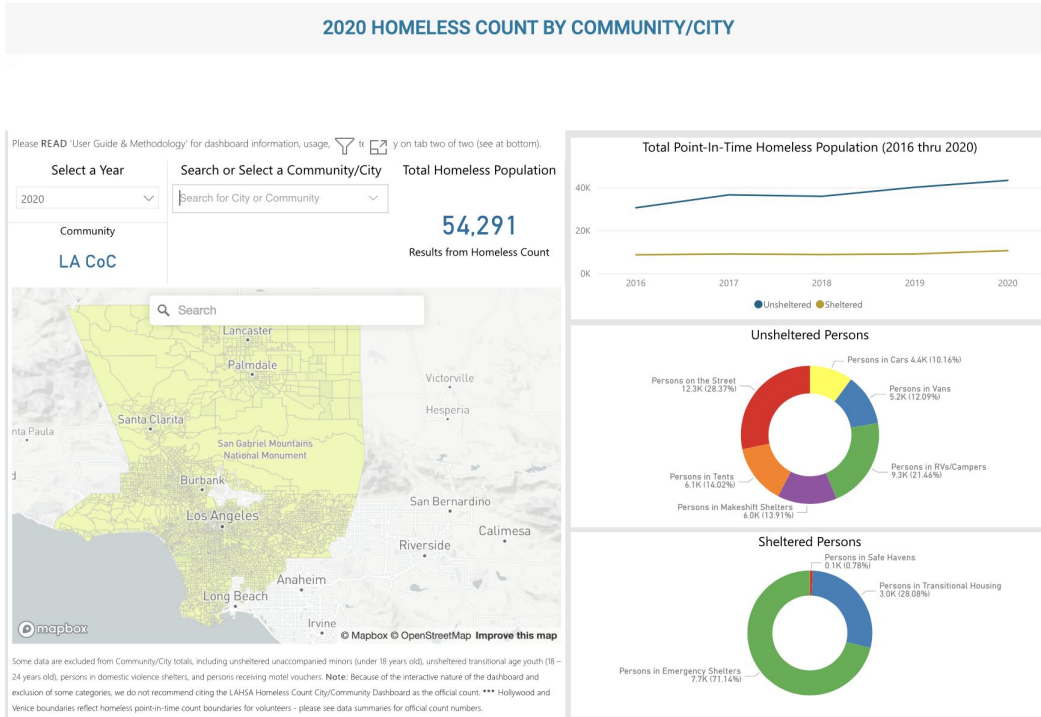 2020 HOMELESS COUNT BY COMMUNITY/CITY
Please READ 'User Guide & Methodology' for dashboard information, usage, te y on tab two of two (see at bottom).
Select a Year
2020
Community
LA CoC
Search or Select a Community/City
Search for City or Community
Total Homeless Population
54,291
Results from Homeless Count
Search
Lancaster
Palmdale
Victorville
Hesperia
Santa Clarita
nta Paula
San Gabriel Mountains
National Monument
d
Burbank
San Bernardino
Los Angeles
Calimesa
Riverside
Anaheim
Long Beach
Irvine
mapbox
© Mapbox © OpenStreetMap Improve this map
Some data are excluded from Community/City totals, including unsheltered unaccompanied minors (under 18 years old), unsheltered transitional age youth (18 –
24 years old), persons in domestic violence shelters, and persons receiving motel vouchers. Note: Because of the interactive nature of the dashboard and
exclusion of some categories, we do not recommend citing the LAHSA Homeless Count City/Community Dashboard as the official count. *** Hollywood and
Venice boundaries reflect homeless point-in-time count boundaries for volunteers - please see data summaries for official count numbers.
Total Point-In-Time Homeless Population (2016 thru 2020)
40K
20K
0K
2016 2017 2018 2019 2020
Unsheltered Sheltered
Unsheltered Persons
Persons in Cars 4.4K (10.16%)
Persons on the Street
12.3K (28.37%)
Persons in Vans
5.2K (12.09%)
Persons in RVs/Campers
9.3K (21.46%)
Persons in Tents
6.1K (14.02%)
Persons in Makeshift Shelters
6.0K (13.91%)
Sheltered Persons
Persons in Safe Havens
0.1K (0.78%)
Persons in Transitional Housing
3.0K (28.08%)
Persons in Emergency Shelters
7.7K (71.14%)